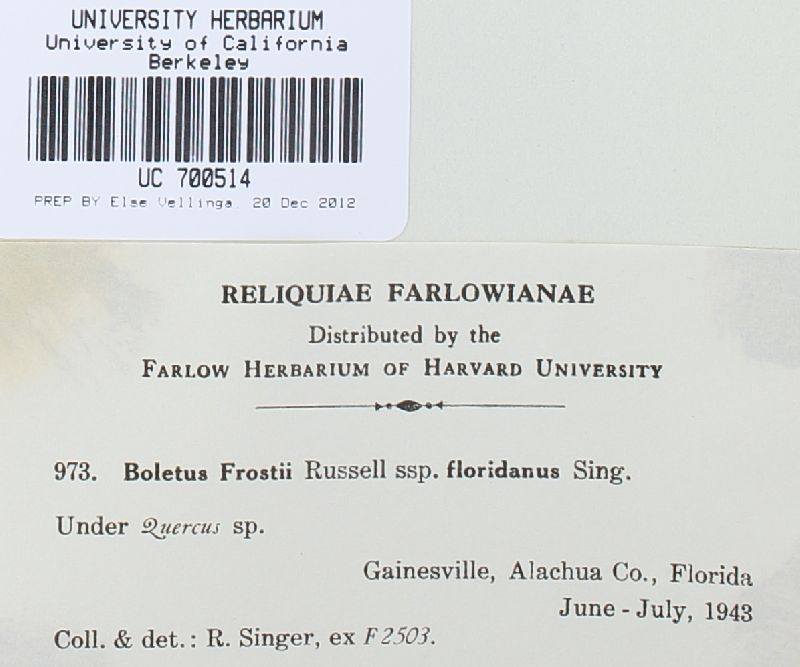 UNIVERSITY HERBARIUM
University of California
Berkeley
UC 700514
PREP BY Else Vellinga 20 Dec 2012
RELIQUIAE FARLOWIANAE
Distributed by the
FARLOW HERBARIUM OF HARVARD UNIVERSITY
973. Boletus Frostii Russell ssp. floridanus Sing.
Under Quercus sp.
Gainesville, Alachua Co., Florida
June - July, 1943
Coll. & det.: R. Singer, ex F2503.